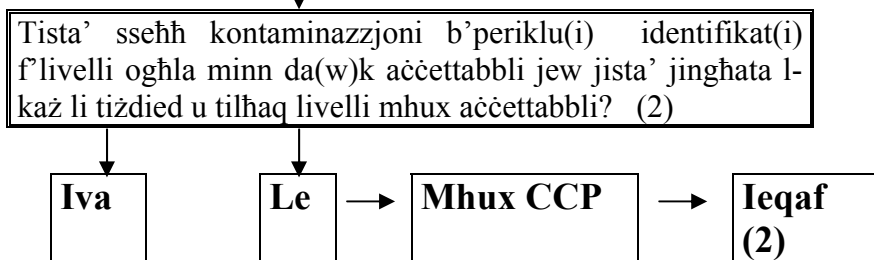 Tista’ sseħħ kontaminazzjoni b’periklu(i) identifikat(i)
f’livelli ogħla minn da(w)k aċċettabbli jew jista’ jingħata l-
każ li tiżdied u tilħaq livelli mhux aċċettabbli? (2)
Iva Le Mhux CCP Ieqaf
(2)